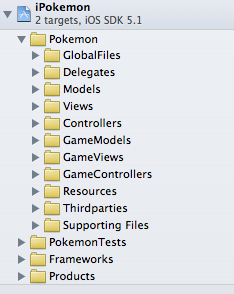 iPokemon
2 targets, iOS SDK 5.1
Pokemon
GlobalFiles
Delegates
Models
Views
Controllers
GameModels
GameViews
GameControllers
Resources
Thirdparties
Supporting Files
PokemonTests
Frameworks
Products